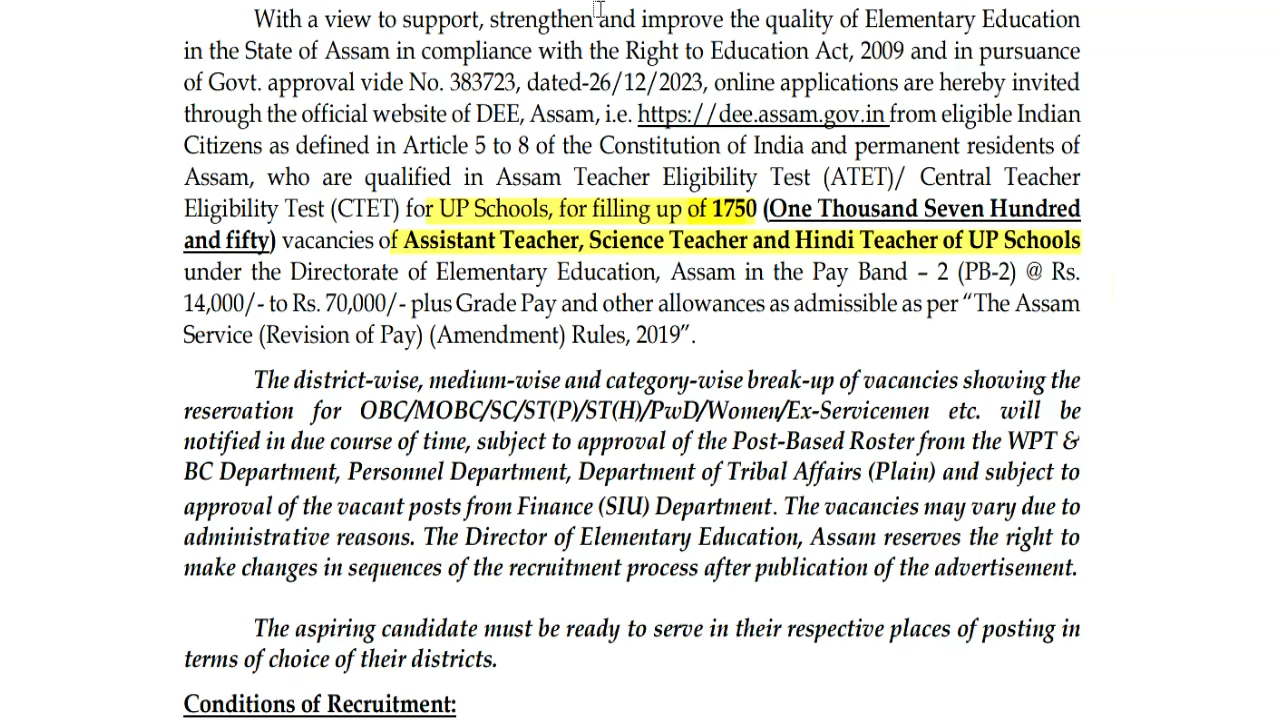 With a view to support, strengthen and improve the quality of Elementary Education
in the State of Assam in compliance with the Right to Education Act, 2009 and in pursuance
of Govt. approval vide No. 383723, dated-26/12/2023, online applications are hereby invited
through the official website of DEE, Assam, i.e. https://dee.assam.gov.in from eligible Indian
Citizens as defined in Article 5 to 8 of the Constitution of India and permanent residents of
Assam, who are qualified in Assam Teacher Eligibility Test (ATET)/ Central Teacher
Eligibility Test (CTET) for UP Schools, for filling up of 1750 (One Thousand Seven Hundred
and fifty) vacancies of Assistant Teacher, Science Teacher and Hindi Teacher of UP Schools
under the Directorate of Elementary Education, Assam in the Pay Band – 2 (PB-2) @ Rs.
14,000/- to Rs. 70,000/- plus Grade Pay and other allowances as admissible as per “The Assam
Service (Revision of Pay) (Amendment) Rules, 2019”.
The district-wise, medium-wise and category-wise break-up of vacancies showing the
reservation for OBC/MOBC/SC/ST(P)/ST(H)/PwD/Women/Ex-Servicemen etc. will be
notified in due course of time, subject to approval of the Post-Based Roster from the WPT &
BC Department, Personnel Department, Department of Tribal Affairs (Plain) and subject to
approval of the vacant posts from Finance (SIU) Department. The vacancies may vary due to
administrative reasons. The Director of Elementary Education, Assam reserves the right to
make changes in sequences of the recruitment process after publication of the advertisement.
The aspiring candidate must be ready to serve in their respective places of posting in
terms of choice of their districts.
Conditions of Recruitment: